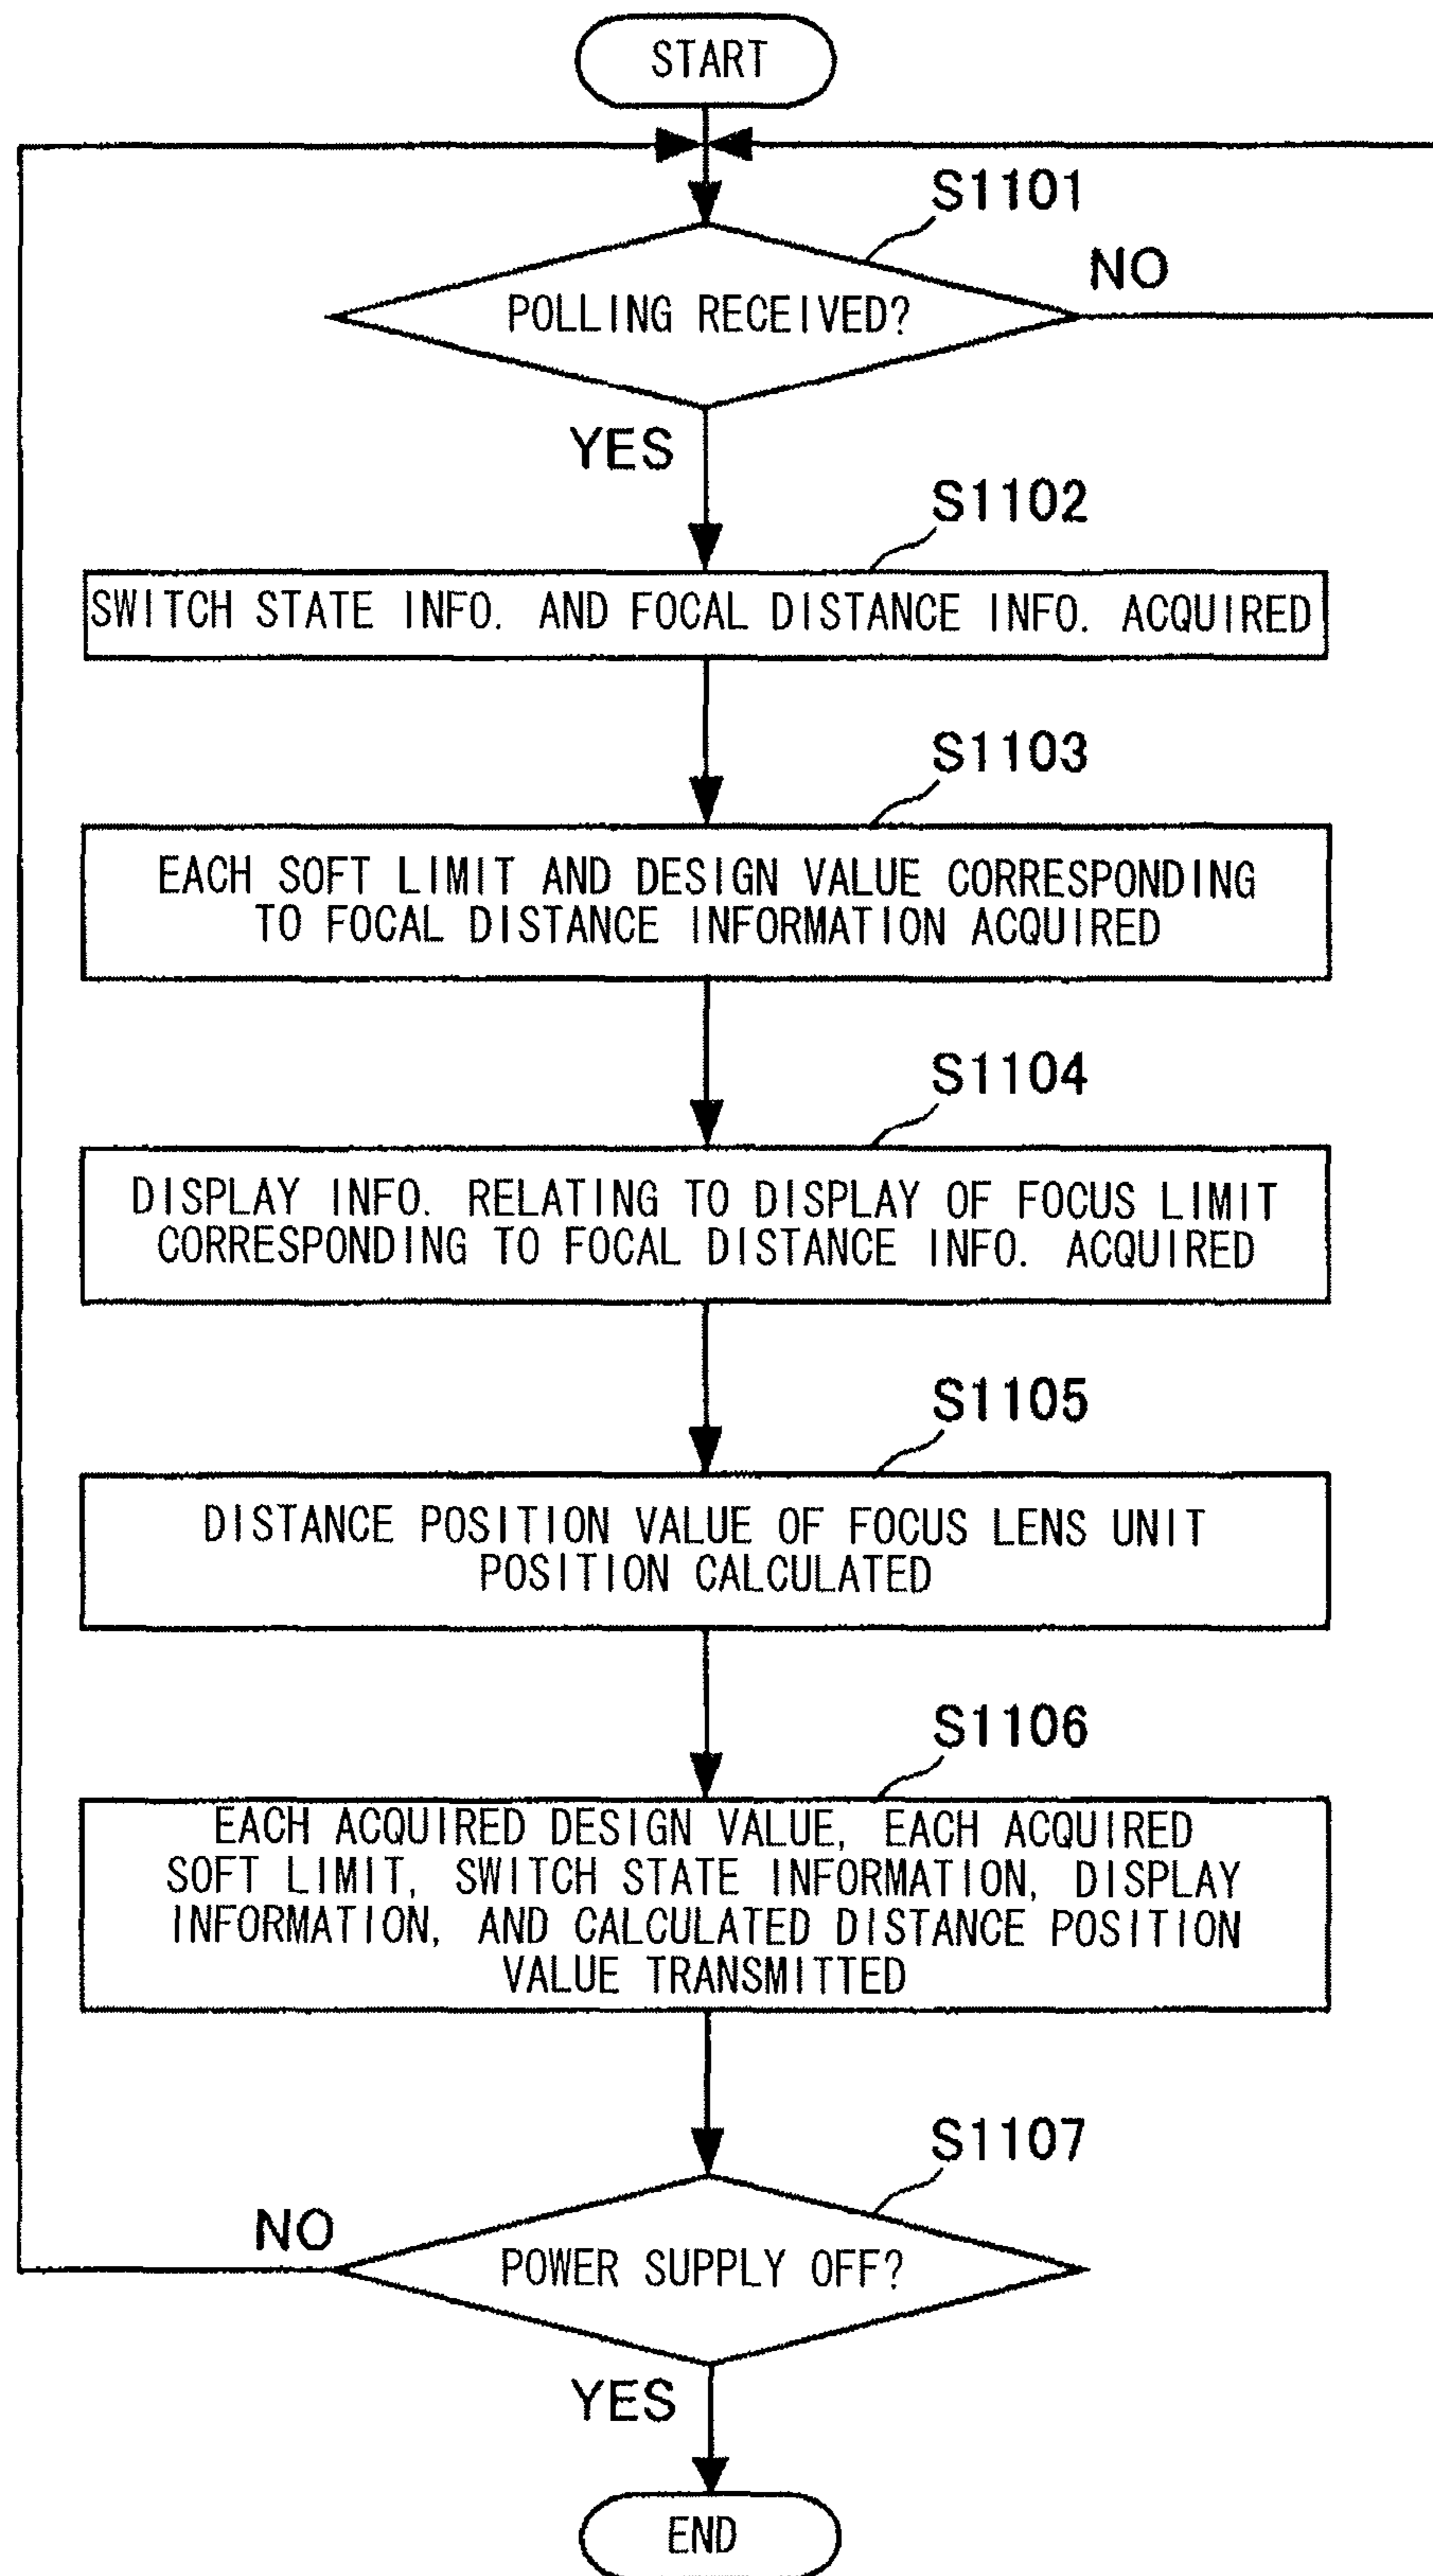 START
S1101
NO
POLLING RECEIVED?
YES
S1102
SWITCH STATE INFO. AND FOCAL DISTANCE INFO. ACQUIRED
S1103
EACH SOFT LIMIT AND DESIGN VALUE CORRESPONDING
TO FOCAL DISTANCE INFORMATION ACQUIRED
S1104
DISPLAY INFO. RELATING TO DISPLAY OF FOCUS LIMIT
CORRESPONDING TO FOCAL DISTANCE INFO. ACQUIRED
S1105
DISTANCE POSITION VALUE OF FOCUS LENS UNIT
POSITION CALCULATED
S1106
EACH ACQUIRED DESIGN VALUE, EACH ACQUIRED
SOFT LIMIT, SWITCH STATE INFORMATION, DISPLAY
INFORMATION, AND CALCULATED DISTANCE POSITION
VALUE TRANSMITTED
S1107
NO
POWER SUPPLY OFF?
YES
END